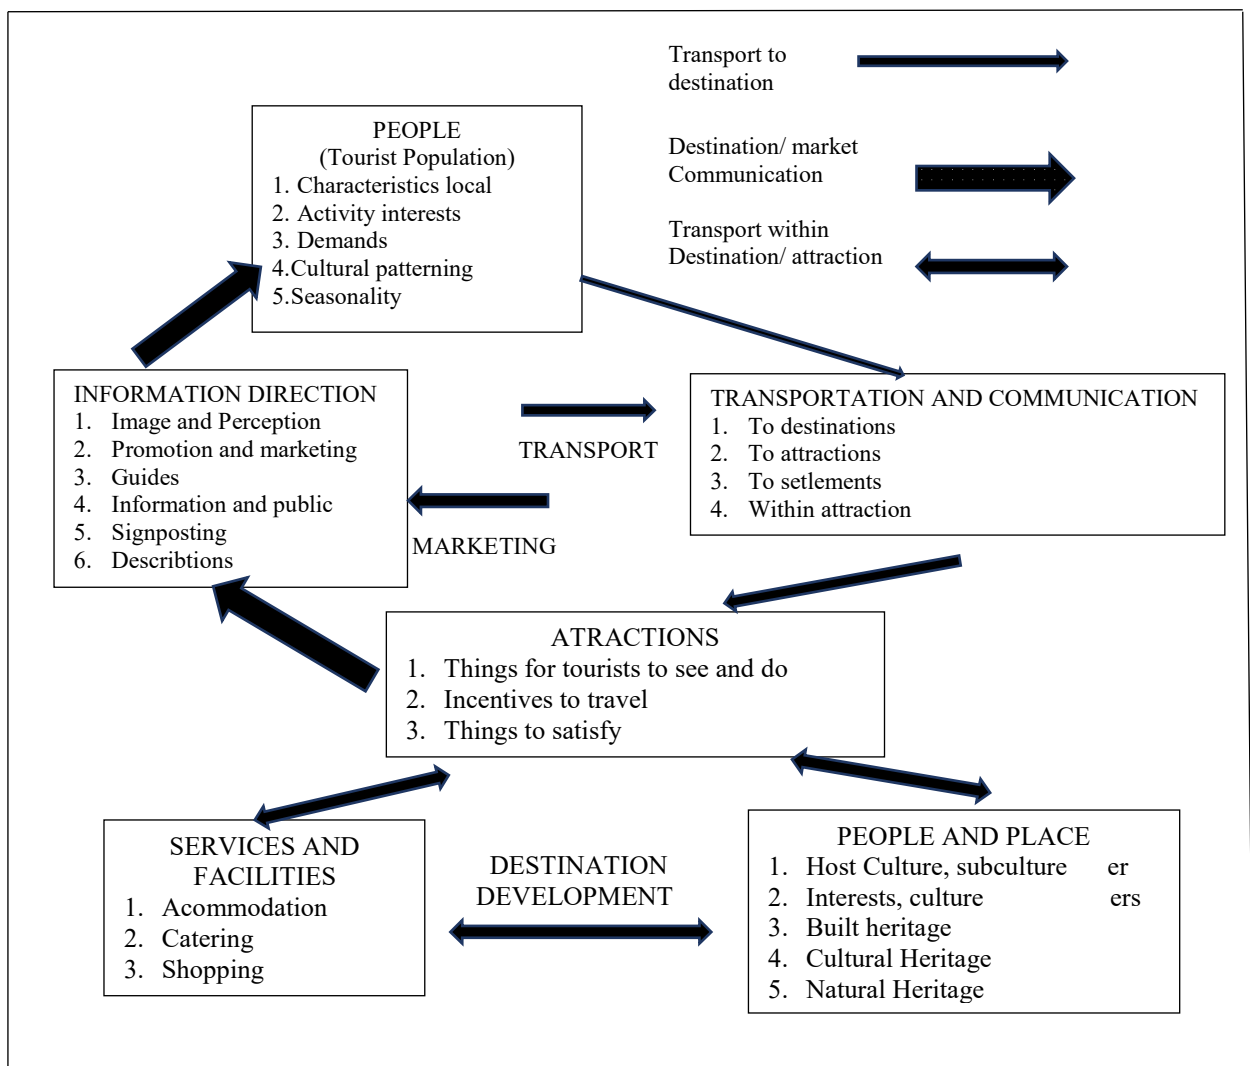 Transport to
destination
Destination/ market
Communication
Transport within
Destination/ attraction
PEOPLE
(Tourist Population)
1. Characteristics local
2. Activity interests
3. Demands
4.Cultural patterning
5.Seasonality
INFORMATION DIRECTION
1. Image and Perception
2. Promotion and marketing
3. Guides
4. Information and public
5. Signposting
6. Describtions
TRANSPORT
MARKETING
TRANSPORTATION AND COMMUNICATION
1. To destinations
2. To attractions
3. To setlements
4. Within attraction
ATRACTIONS
1. Things for tourists to see and do
2. Incentives to travel
3. Things to satisfy
SERVICES AND
FACILITIES
1. Acommodation
2. Catering
3. Shopping
DESTINATION
DEVELOPMENT
PEOPLE AND PLACE
1. Host Culture, subculture er
2. Interests, culture ers
3. Built heritage
4. Cultural Heritage
5. Natural Heritage